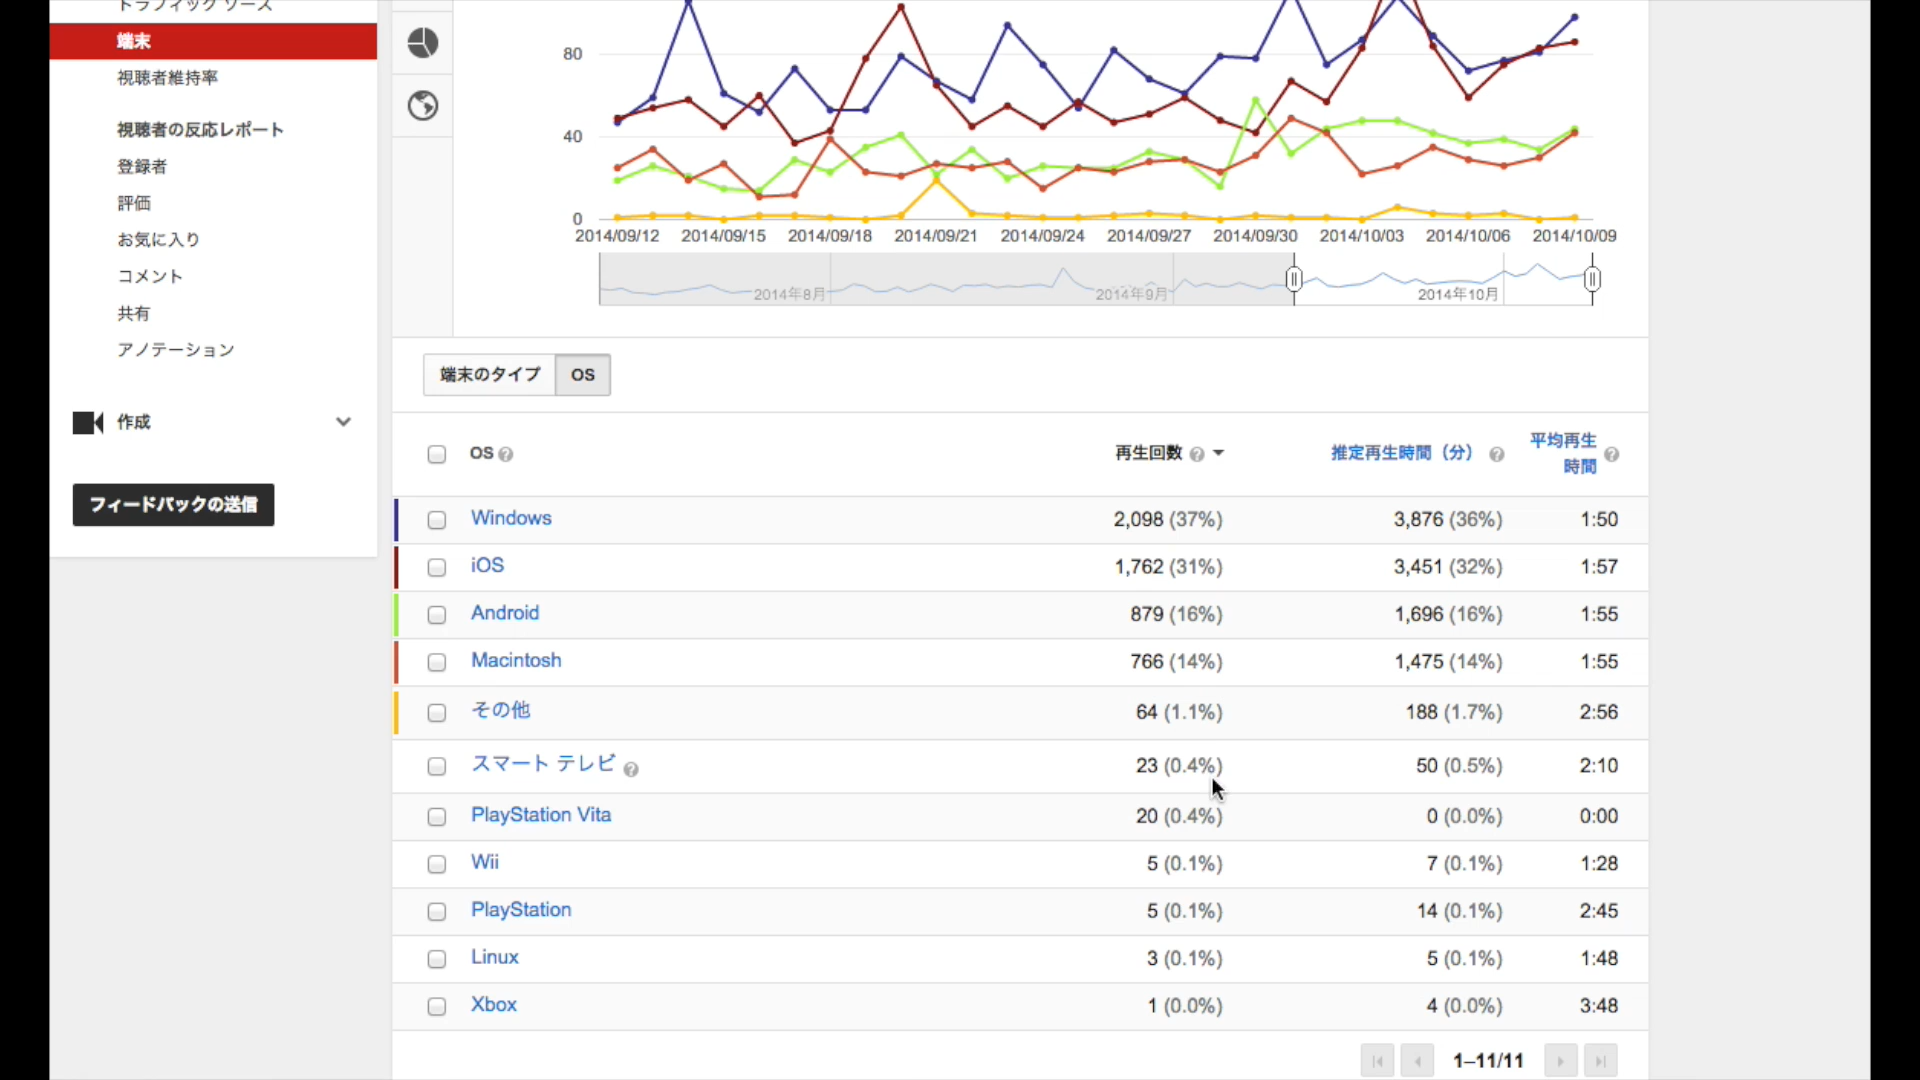 トラフィック ソース
端末
視聴者維持率
視聴者の反応レポート
登録者
評価
お気に入り
コメント
共有
アノテーション
作成
フィードバックの送信
80
40
0
2014/09/12 2014/09/15 2014/09/18 2014/09/21 2014/09/24 2014/09/27 2014/09/30 2014/10/03 2014/10/06 2014/10/09
2014年8月 2014年9月 2014年10月
端末のタイプ OS
OS ? 再生回数 ? 推定再生時間（分） ? 平均再生
時間 ?
Windows 2,098 (37%) 3,876 (36%) 1:50
iOS 1,762 (31%) 3,451 (32%) 1:57
Android 879 (16%) 1,696 (16%) 1:55
Macintosh 766 (14%) 1,475 (14%) 1:55
その他 64 (1.1%) 188 (1.7%) 2:56
スマート テレビ ? 23 (0.4%) 50 (0.5%) 2:10
PlayStation Vita 20 (0.4%) 0 (0.0%) 0:00
Wii 5 (0.1%) 7 (0.1%) 1:28
PlayStation 5 (0.1%) 14 (0.1%) 2:45
Linux 3 (0.1%) 5 (0.1%) 1:48
Xbox 1 (0.0%) 4 (0.0%) 3:48
1–11/11